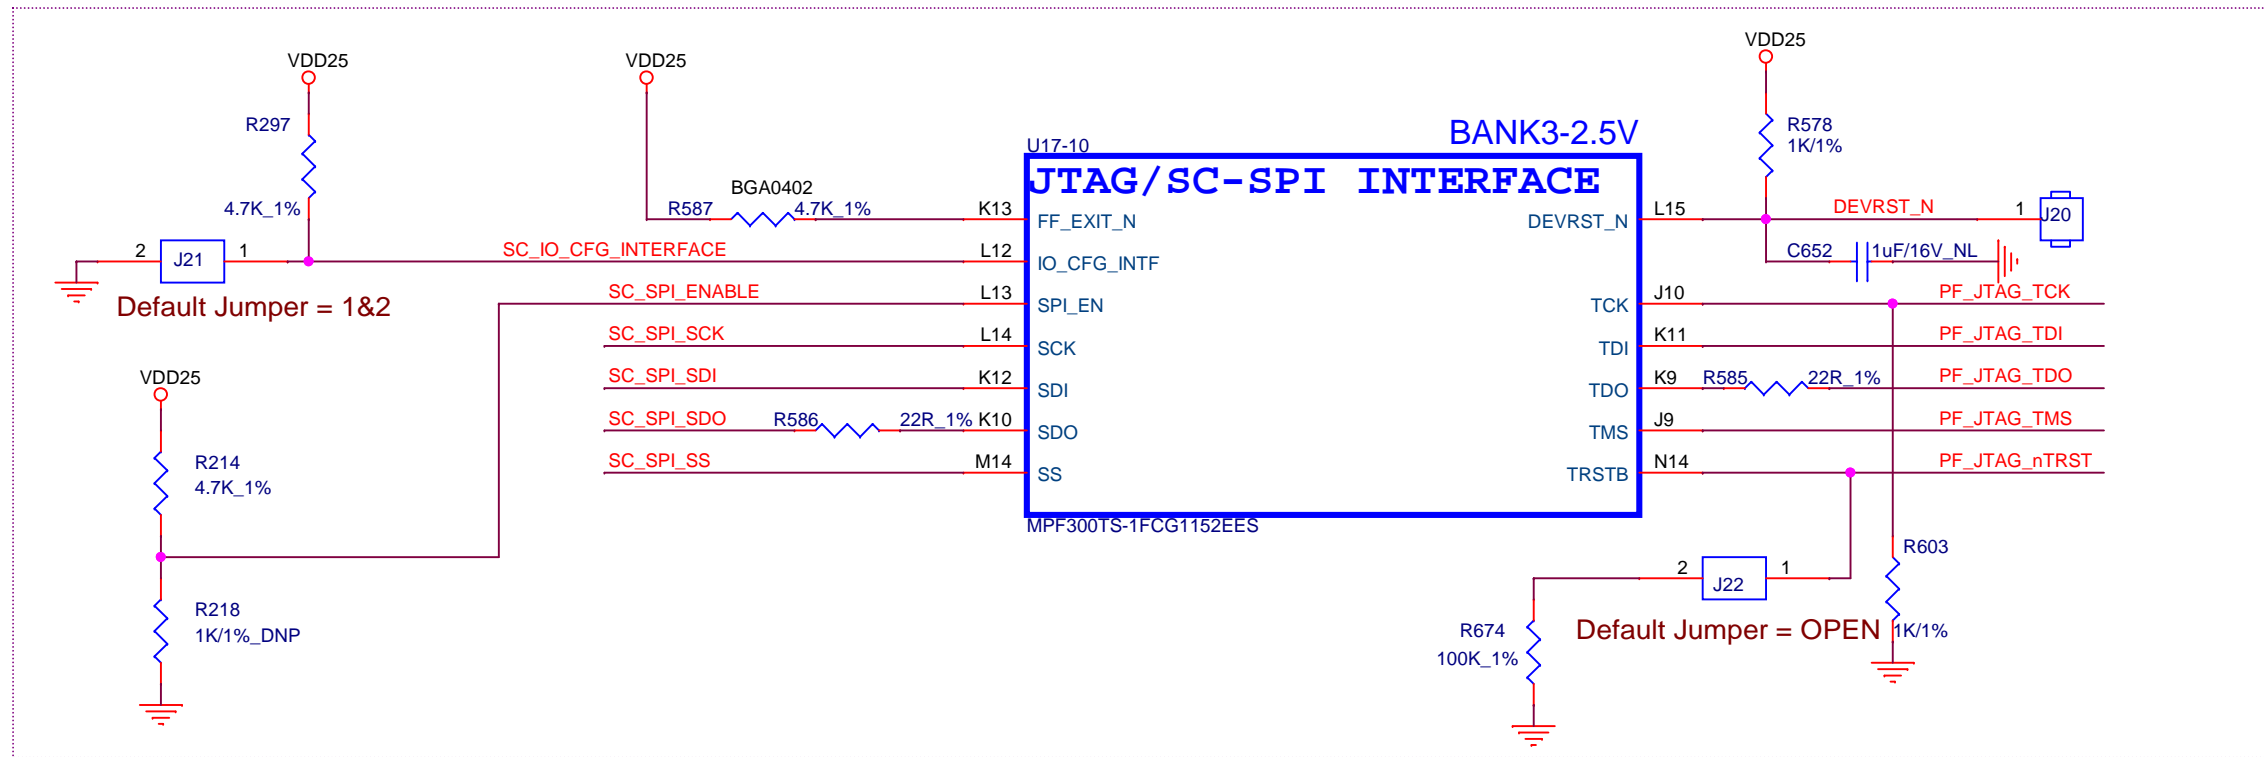 VDD25
VDD25
VDD25
R297
4.7K_1%
R578
1K/1%
BANK3-2.5V
U17-10
JTAG/SC-SPI INTERFACE
BGA0402
R587
4.7K_1%
K13
FF_EXIT_N
DEVRST_N
L15
DEVRST_N
1
J20
2
J21
1
SC_IO_CFG_INTERFACE
L12
IO_CFG_INTF
C652
1uF/16V_NL
Default Jumper = 1&2
SC_SPI_ENABLE
L13
SPI_EN
TCK
J10
PF_JTAG_TCK
SC_SPI_SCK
L14
SCK
TDI
K11
PF_JTAG_TDI
VDD25
SC_SPI_SDI
K12
SDI
TDO
K9
R585
22R_1%
PF_JTAG_TDO
SC_SPI_SDO
R586
22R_1%
K10
SDO
TMS
J9
PF_JTAG_TMS
R214
4.7K_1%
SC_SPI_SS
M14
SS
TRSTB
N14
PF_JTAG_nTRST
MPF300TS-1FCG1152EES
R218
1K/1%_DNP
2
J22
1
R603
1K/1%
Default Jumper = OPEN
R674
100K_1%